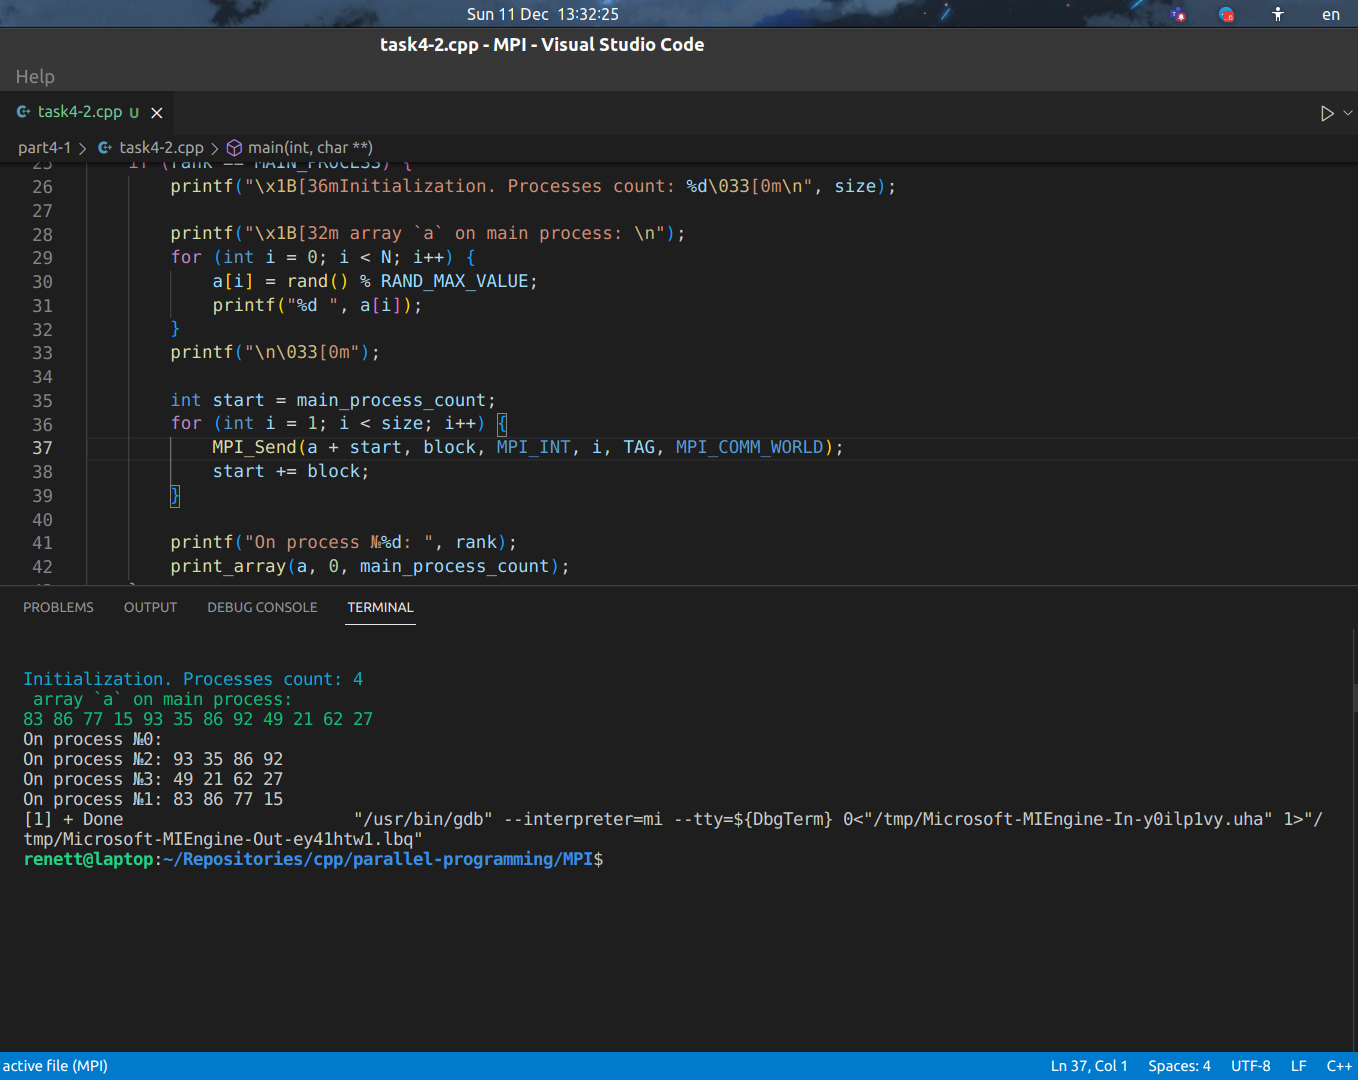 Sun 11 Dec 13:32:25
en
task4-2.cpp - MPI - Visual Studio Code
Help
task4-2.cpp U
part4-1 > task4-2.cpp > main(int, char **)
25 if (rank == MAIN_PROCESS) {
26 printf("\x1B[36mInitialization. Processes count: %d\033[0m\n", size);
27
28 printf("\x1B[32m array `a` on main process: \n");
29 for (int i = 0; i < N; i++) {
30 a[i] = rand() % RAND_MAX_VALUE;
31 printf("%d ", a[i]);
32 }
33 printf("\n\033[0m");
34
35 int start = main_process_count;
36 for (int i = 1; i < size; i++) {
37 MPI_Send(a + start, block, MPI_INT, i, TAG, MPI_COMM_WORLD);
38 start += block;
39 }
40
41 printf("On process №%d: ", rank);
42 print_array(a, 0, main_process_count);
PROBLEMS OUTPUT DEBUG CONSOLE TERMINAL
Initialization. Processes count: 4
array `a` on main process:
83 86 77 15 93 35 86 92 49 21 62 27
On process №0:
On process №2: 93 35 86 92
On process №3: 49 21 62 27
On process №1: 83 86 77 15
[1] + Done "/usr/bin/gdb" --interpreter=mi --tty=${DbgTerm} 0<"/tmp/Microsoft-MIEngine-In-y0ilp1vy.uha" 1>"/
tmp/Microsoft-MIEngine-Out-ey41htw1.lbq"
renett@laptop:~/Repositories/cpp/parallel-programming/MPI$
active file (MPI) Ln 37, Col 1 Spaces: 4 UTF-8 LF C++